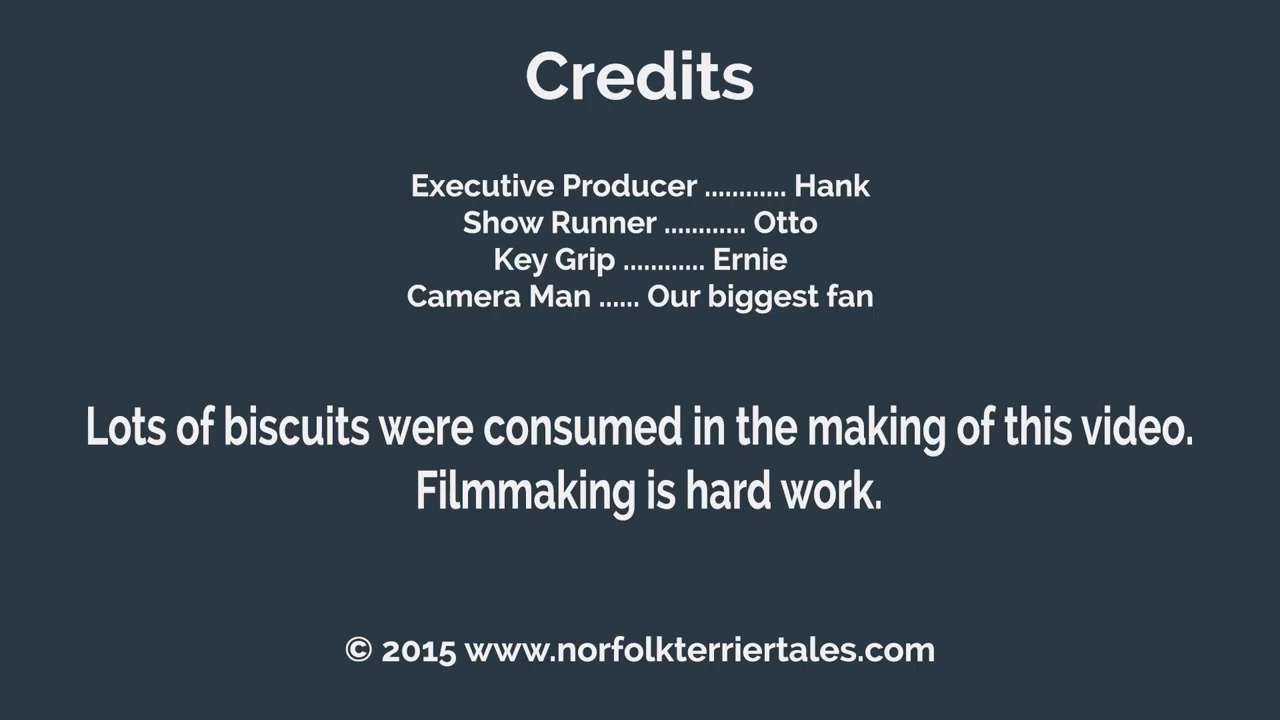 Credits
Executive Producer ............ Hank
Show Runner ............ Otto
Key Grip ............ Ernie
Camera Man ...... Our biggest fan
Lots of biscuits were consumed in the making of this video.
Filmmaking is hard work.
© 2015 www.norfolkterriertales.com